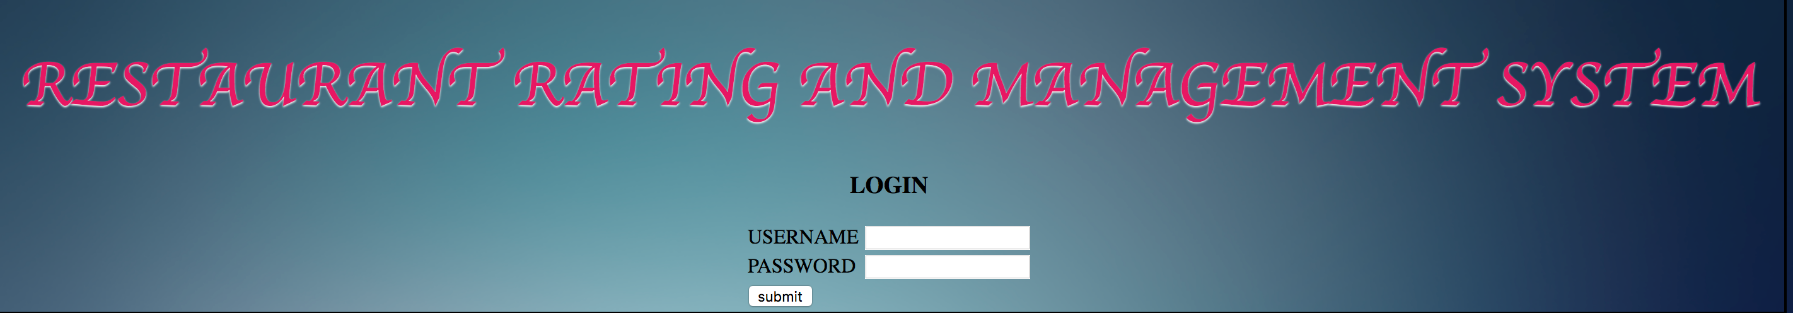 RESTAURANT RATING AND MANAGEMENT SYSTEM
LOGIN
USERNAME
PASSWORD
submit